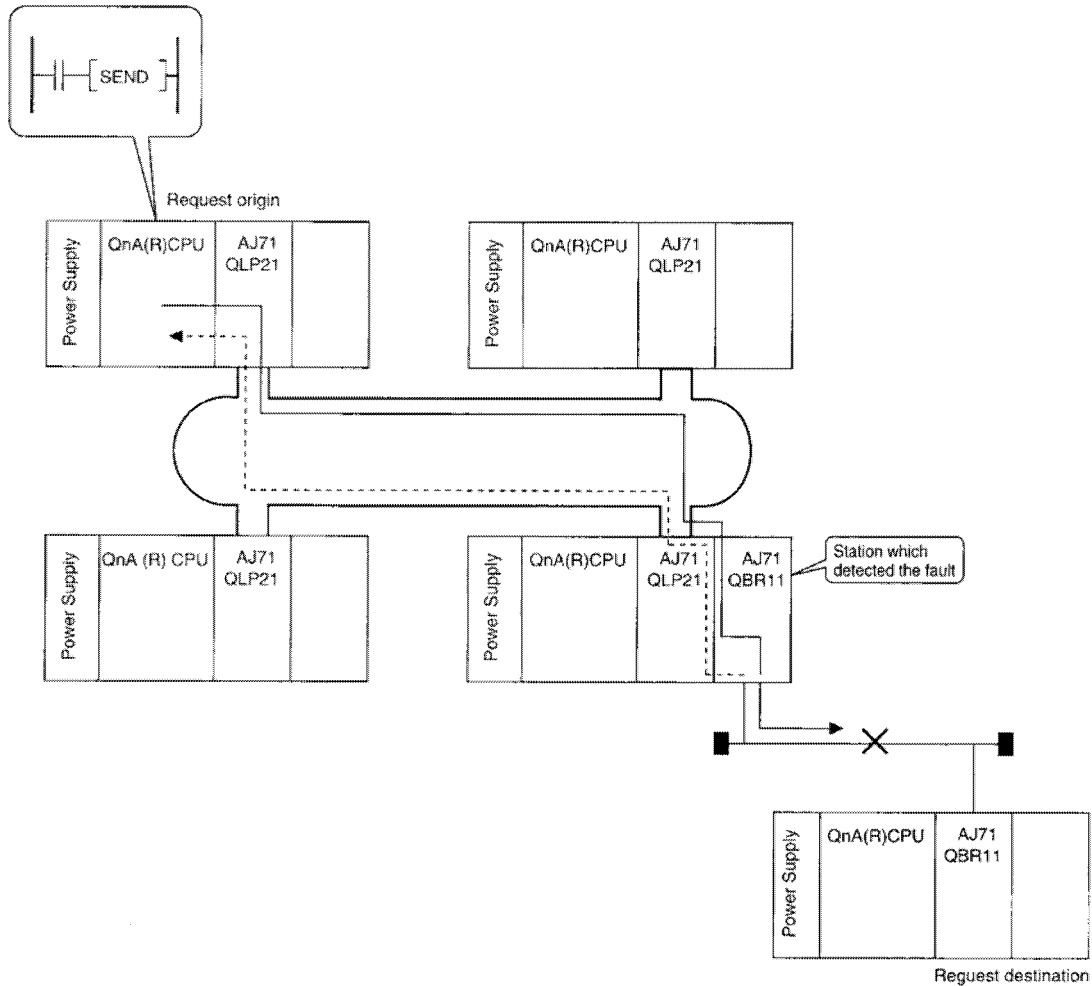 SEND
Request origin
Power Supply
QnA(R)CPU
AJ71
QLP21
Power Supply
QnA(R)CPU
AJ71
QLP21
Power Supply
QnA (R) CPU
AJ71
QLP21
Power Supply
QnA(R)CPU
AJ71
QLP21
AJ71
QBR11
Station which
detected the fault
Power Supply
QnA(R)CPU
AJ71
QBR11
Reguest destination